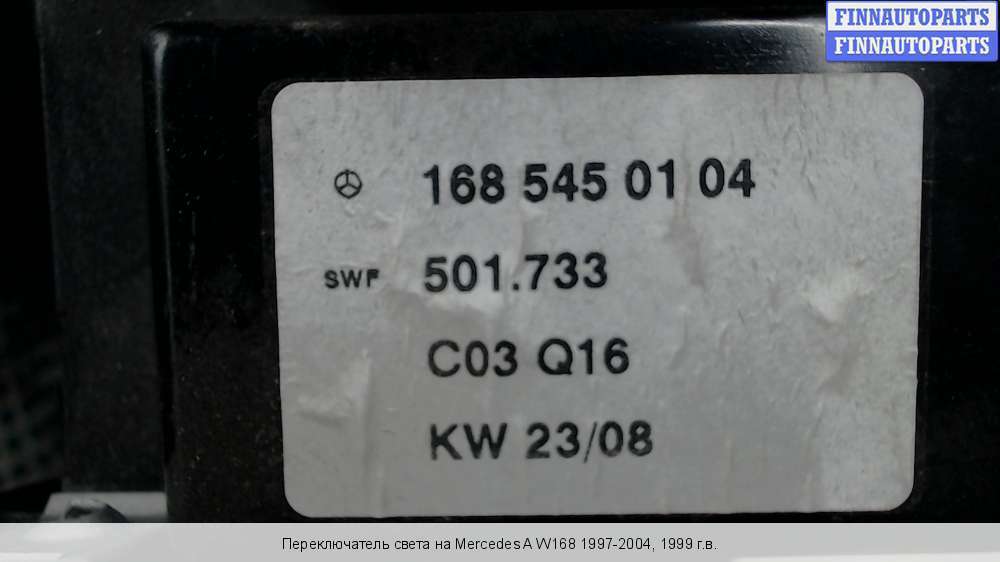 FINNAUTOPARTS
FINNAUTOPARTS
168 545 01 04
SWF 501.733
C03 Q16
KW 23/08
Переключатель света на Mercedes A W168 1997-2004, 1999 г.в.